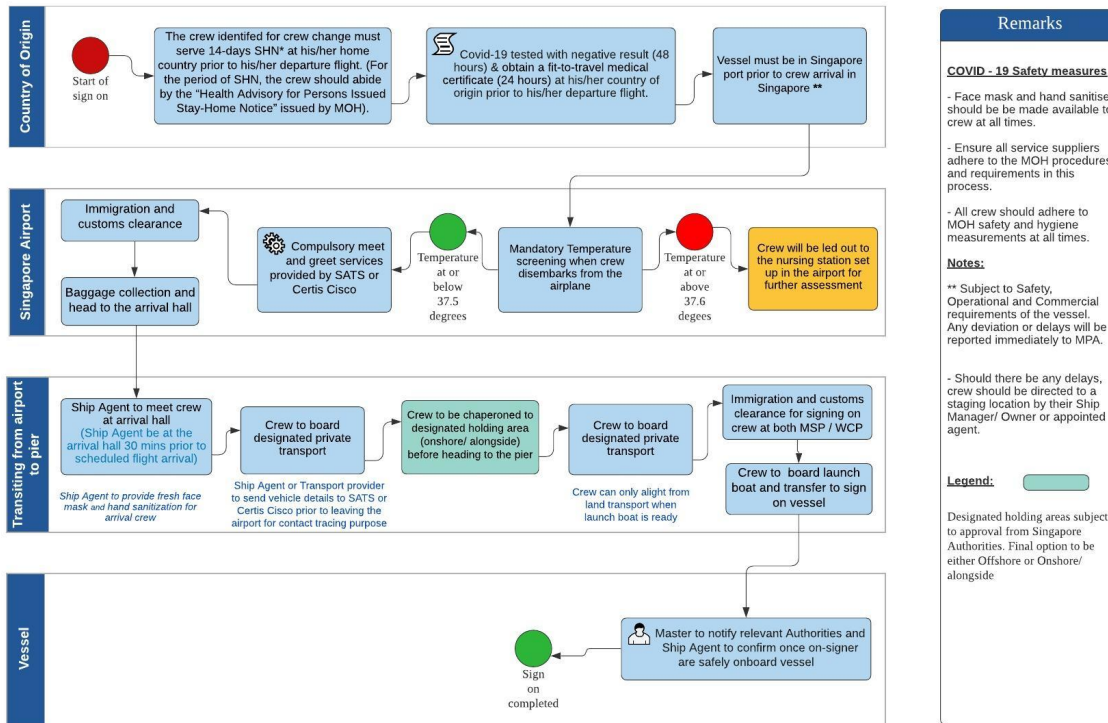 Country of Origin
Start of
sign on
The crew identifed for crew change must
serve 14-days SHN* at his/her home
country prior to his/her departure flight. (For
the period of SHN, the crew should abide
by the “Health Advisory for Persons Issued
Stay-Home Notice” issued by MOH).
Covid-19 tested with negative result (48
hours) & obtain a fit-to-travel medical
certificate (24 hours) at his/her country of
origin prior to his/her departure flight.
Vessel must be in Singapore
port prior to crew arrival in
Singapore **
Singapore Airport
Immigration and
customs clearance
Baggage collection and
head to the arrival hall
Compulsory meet
and greet services
provided by SATS or
Certis Cisco
Temperature
at or
below
37.5
degrees
Mandatory Temperature
screening when crew
disembarks from the
airplane
Temperature
at or
above
37.6
dugees
Crew will be led out to
the nursing station set
up in the airport for
further assessment
Transiting from airport
to pier
Ship Agent to meet crew
at arrival hall
(Ship Agent be at the
arrival hall 30 mins prior to
scheduled flight arrival)
Ship Agent to provide fresh face
mask and hand sanitization for
arrival crew
Crew to board
designated private
transport
Ship Agent or Transport provider
to send vehicle details to SATS or
Certis Cisco prior to leaving the
airport for contact tracing purpose
Crew to be chaperoned to
designated holding area
(onshore/ alongside)
before heading to the pier
Crew to board
designated private
transport
Crew can only alight from
land transport when
launch boat is ready
Immigration and customs
clearance for signing on
crew at both MSP / WCP
Crew to board launch
boat and transfer to sign
on vessel
Vessel
Sign
on
completed
Master to notify relevant Authorities and
Ship Agent to confirm once on-signer
are safely onboard vessel
Remarks
COVID - 19 Safety measures
- Face mask and hand sanitise
should be be made available to
crew at all times.
- Ensure all service suppliers
adhere to the MOH procedures
and requirements in this
process.
- All crew should adhere to
MOH safety and hygiene
measurements at all times.
Notes:
** Subject to Safety,
Operational and Commercial
requirements of the vessel.
Any deviation or delays will be
reported immediately to MPA.
- Should there be any delays,
crew should be directed to a
staging location by their Ship
Manager/ Owner or appointed
agent.
Legend:
Designated holding areas subject
to approval from Singapore
Authorities. Final option to be
either Offshore or Onshore/
alongside